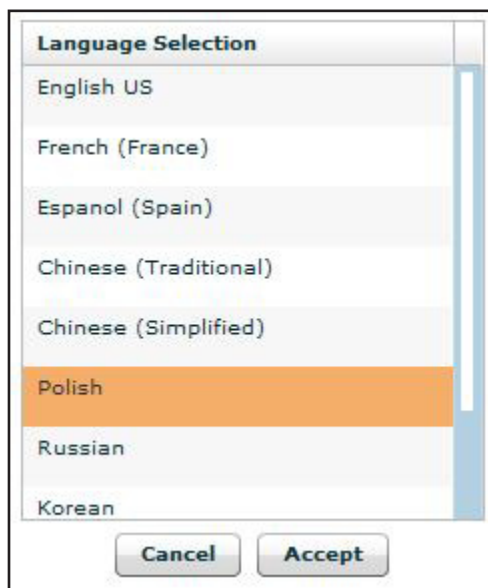 Language Selection
English US
French (France)
Espanol (Spain)
Chinese (Traditional)
Chinese (Simplified)
Polish
Russian
Korean
Cancel
Accept